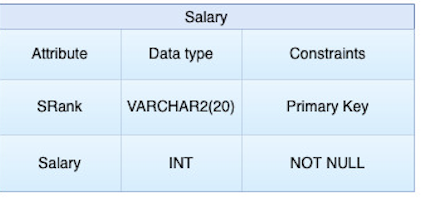 Salary
Attribute Data type Constraints
SRank VARCHAR2(20) Primary Key
Salary INT NOT NULL